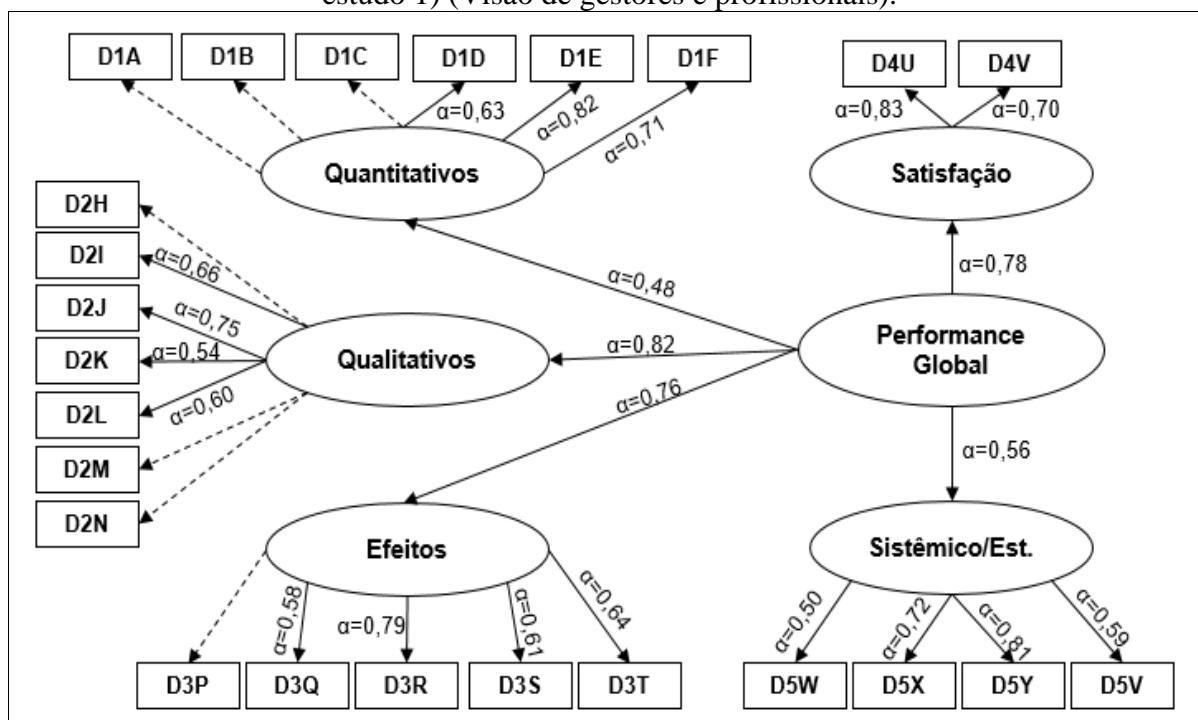 estudo 1) (Visão de gestores e profissionais).
D1A D1B D1C D1D D1E D1F
D4U D4V
α=0,63
α=0,82
α=0,71
α=0,83
α=0,70
Quantitativos
Satisfação
D2H
D2I
D2J
D2K
D2L
D2M
D2N
α=0,66
α=0,75
α=0,54
α=0,60
Qualitativos
α=0,48
α=0,82
α=0,76
α=0,78
Performance
Global
α=0,56
Efeitos
Sistêmico/Est.
α=0,58
α=0,79
α=0,61
α=0,64
α=0,50
α=0,72
α=0,81
α=0,59
D3P D3Q D3R D3S D3T
D5W D5X D5Y D5V